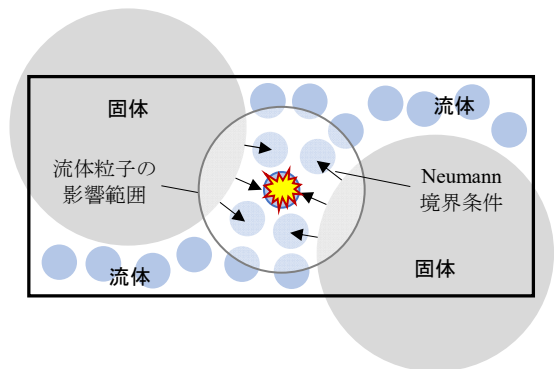 固体
流体
流体粒子の
影響範囲
Neumann
境界条件
流体
固体